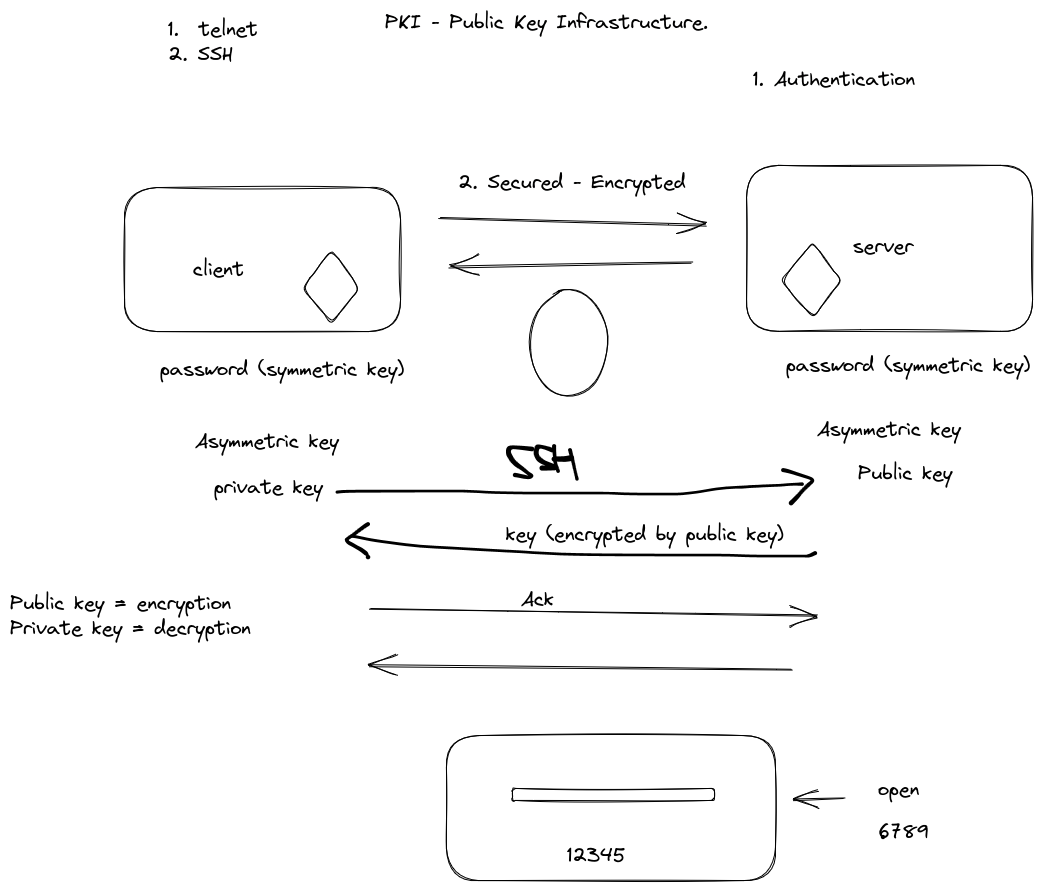 1. telnet
2. SSH
PKI - Public Key Infrastructure.
1. Authentication
2. Secured - Encrypted
client
server
password (symmetric key)
password (symmetric key)
Asymmetric key
Asymmetric key
SSH
private key
Public key
key (encrypted by public key)
Public key = encryption
Private key = decryption
Ack
open
6789
12345